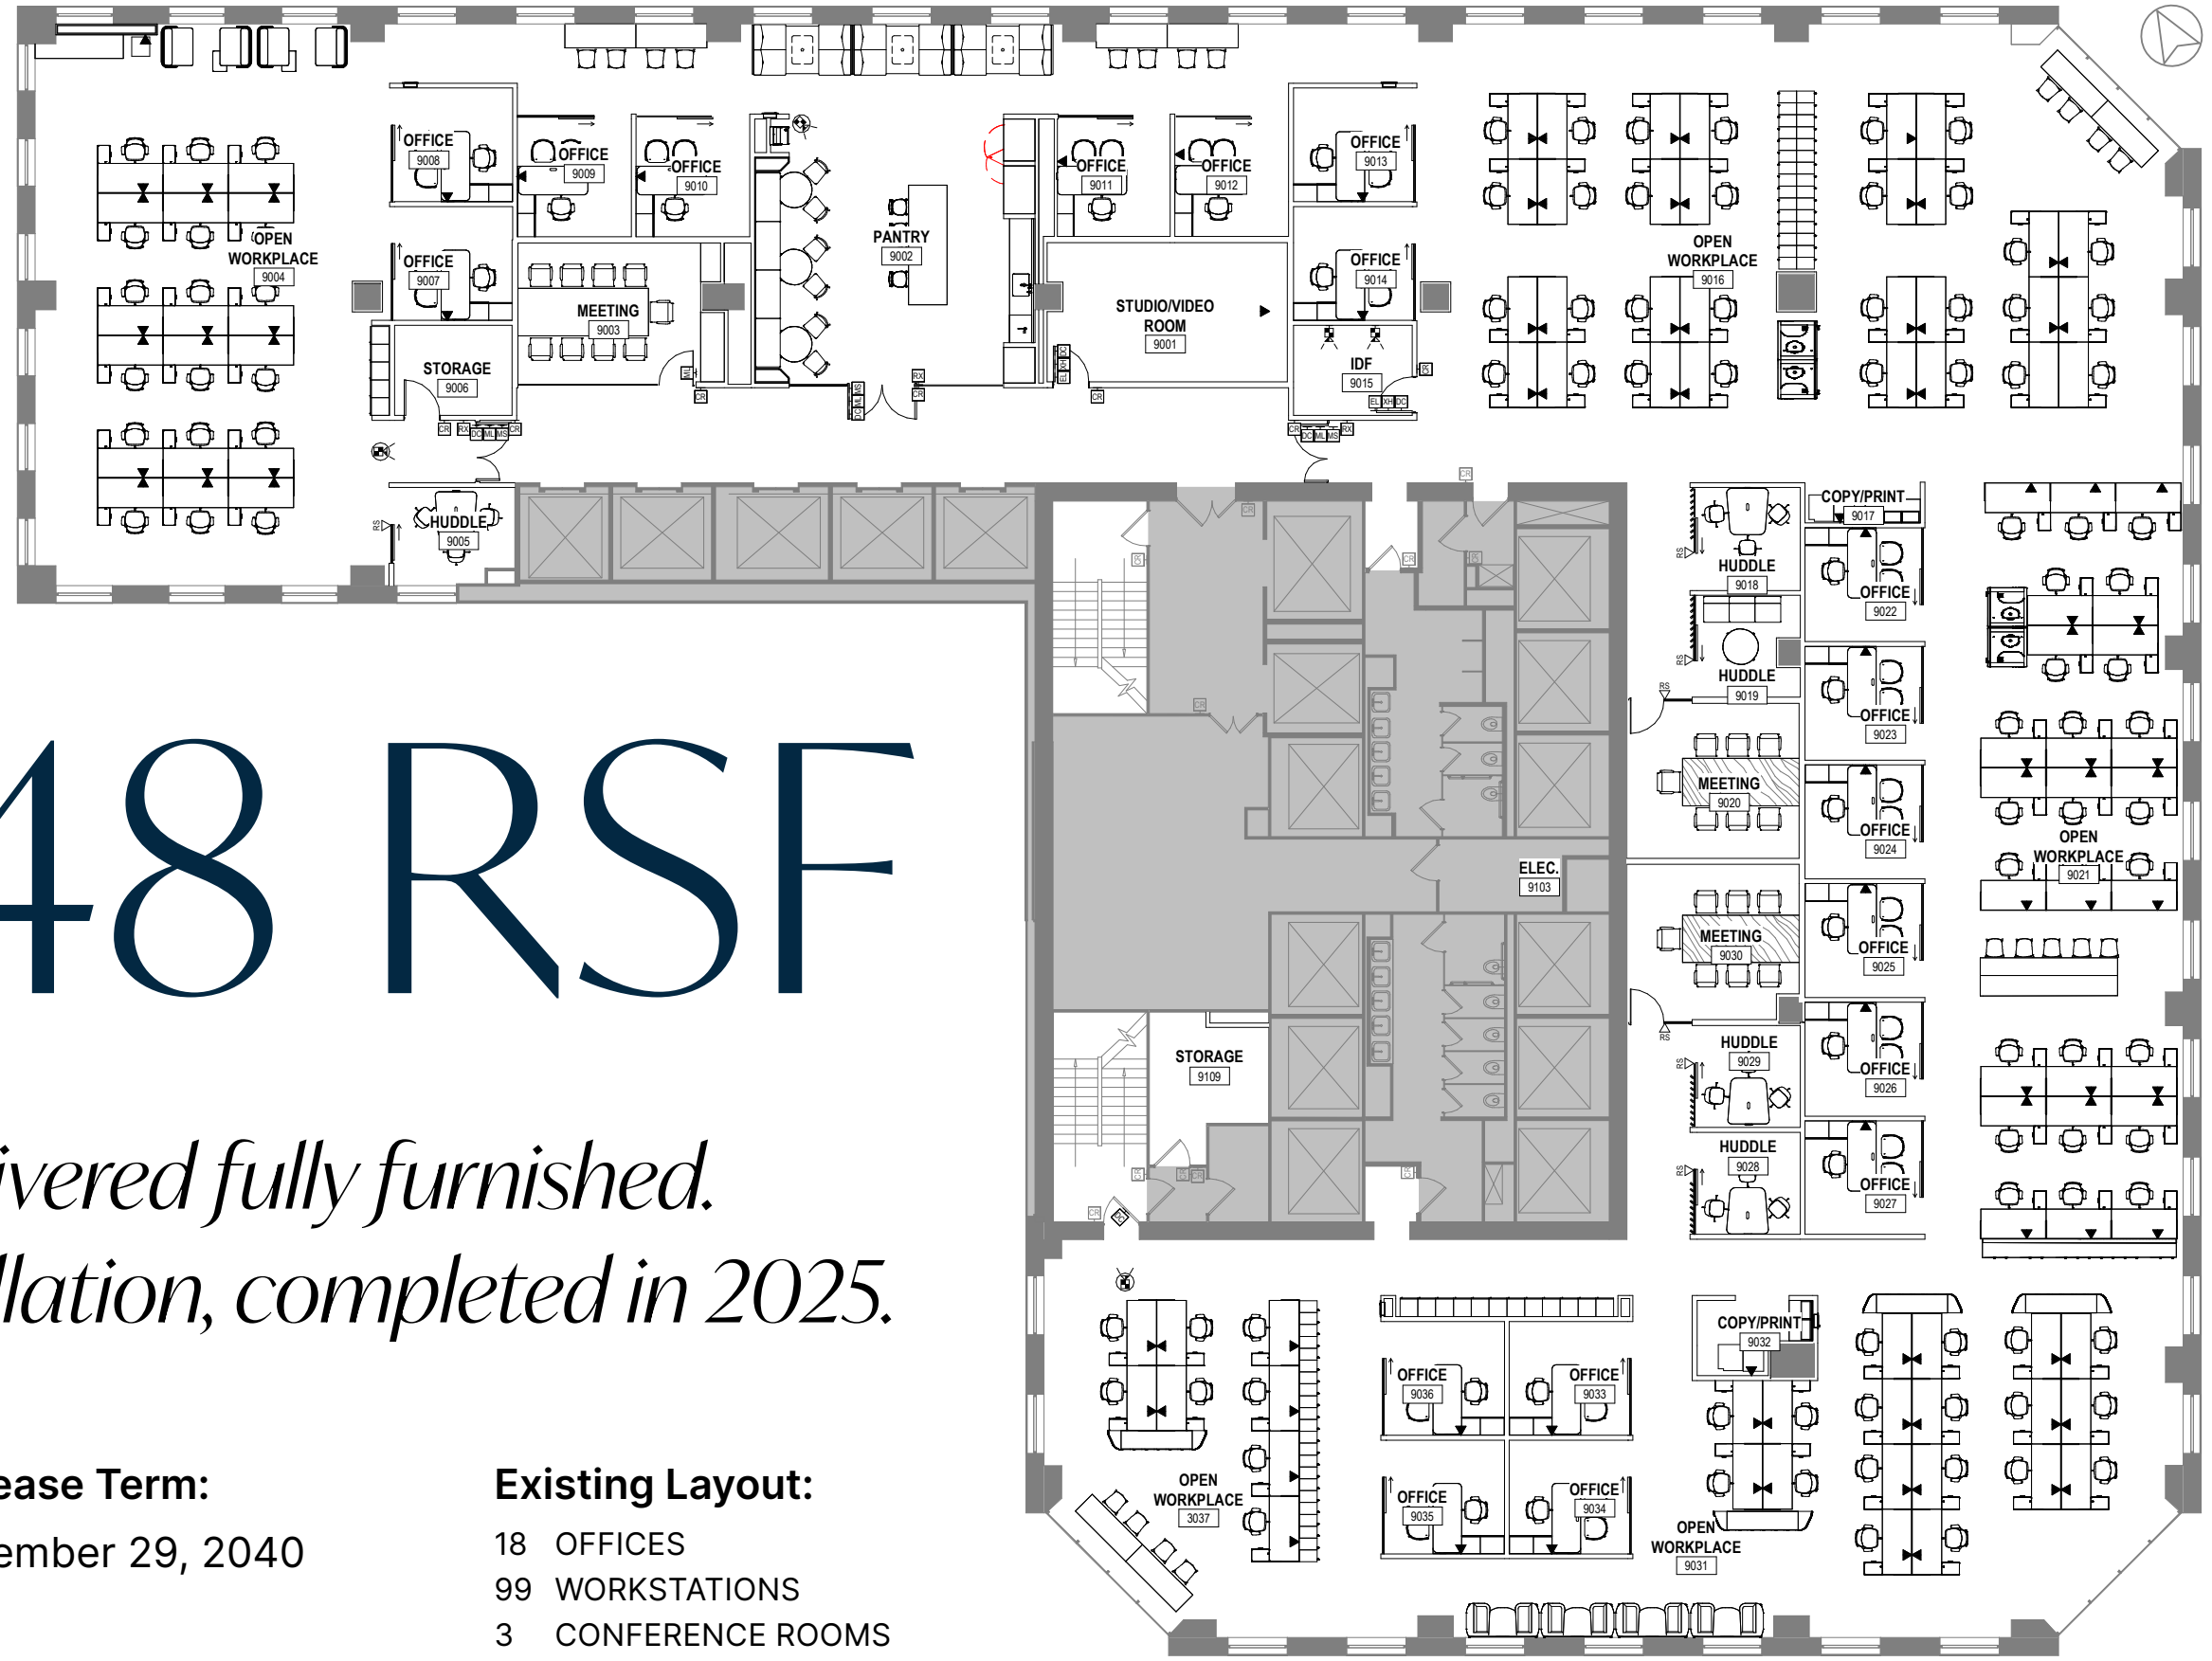 OFFICE
9008
OFFICE
9009
OFFICE
9010
OFFICE
9011
OFFICE
9012
OFFICE
9013
OPEN
WORKPLACE
9004
OFFICE
9007
MEETING
9003
PANTRY
9002
STUDIO/VIDEO
ROOM
9001
OFFICE
9014
OPEN
WORKPLACE
9016
STORAGE
9006
IDF
9015
HUDDLE
9005
COPY/PRINT
9017
HUDDLE
9018
OFFICE
9022
HUDDLE
9019
OFFICE
9023
MEETING
9020
OFFICE
9024
OPEN
WORKPLACE
9021
ELEC.
9103
MEETING
9030
OFFICE
9025
STORAGE
9109
HUDDLE
9029
OFFICE
9026
HUDDLE
9028
OFFICE
9027
48 RSF
ivered fully furnished.
llation, completed in 2025.
COPY/PRINT
9032
OFFICE
9036
OFFICE
9033
OFFICE
9035
OFFICE
9034
OPEN
WORKPLACE
3037
OPEN
WORKPLACE
9031
ease Term:
ember 29, 2040
Existing Layout:
18 OFFICES
99 WORKSTATIONS
3 CONFERENCE ROOMS